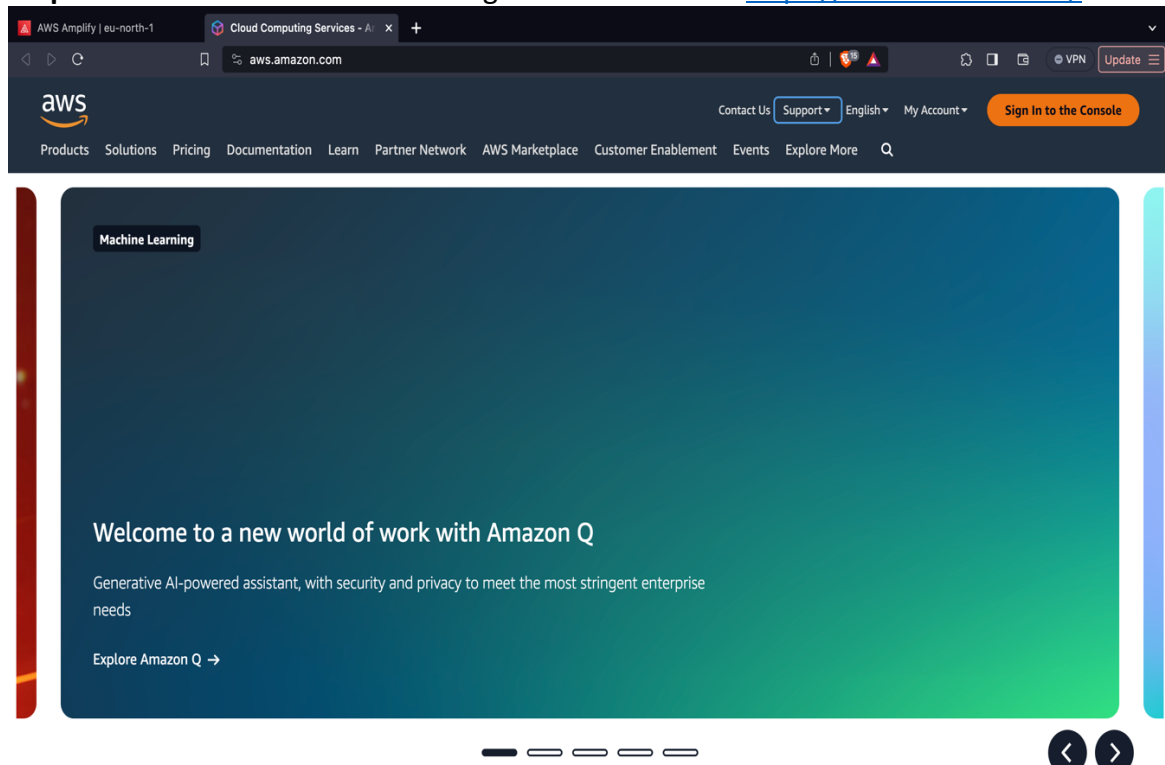 AWS Amplify | eu-north-1
Cloud Computing Services - A
aws.amazon.com
15
VPN
Update
aws
Contact Us Support English My Account Sign In to the Console
Products Solutions Pricing Documentation Learn Partner Network AWS Marketplace Customer Enablement Events Explore More
Machine Learning
Welcome to a new world of work with Amazon Q
Generative AI-powered assistant, with security and privacy to meet the most stringent enterprise
needs
Explore Amazon Q →